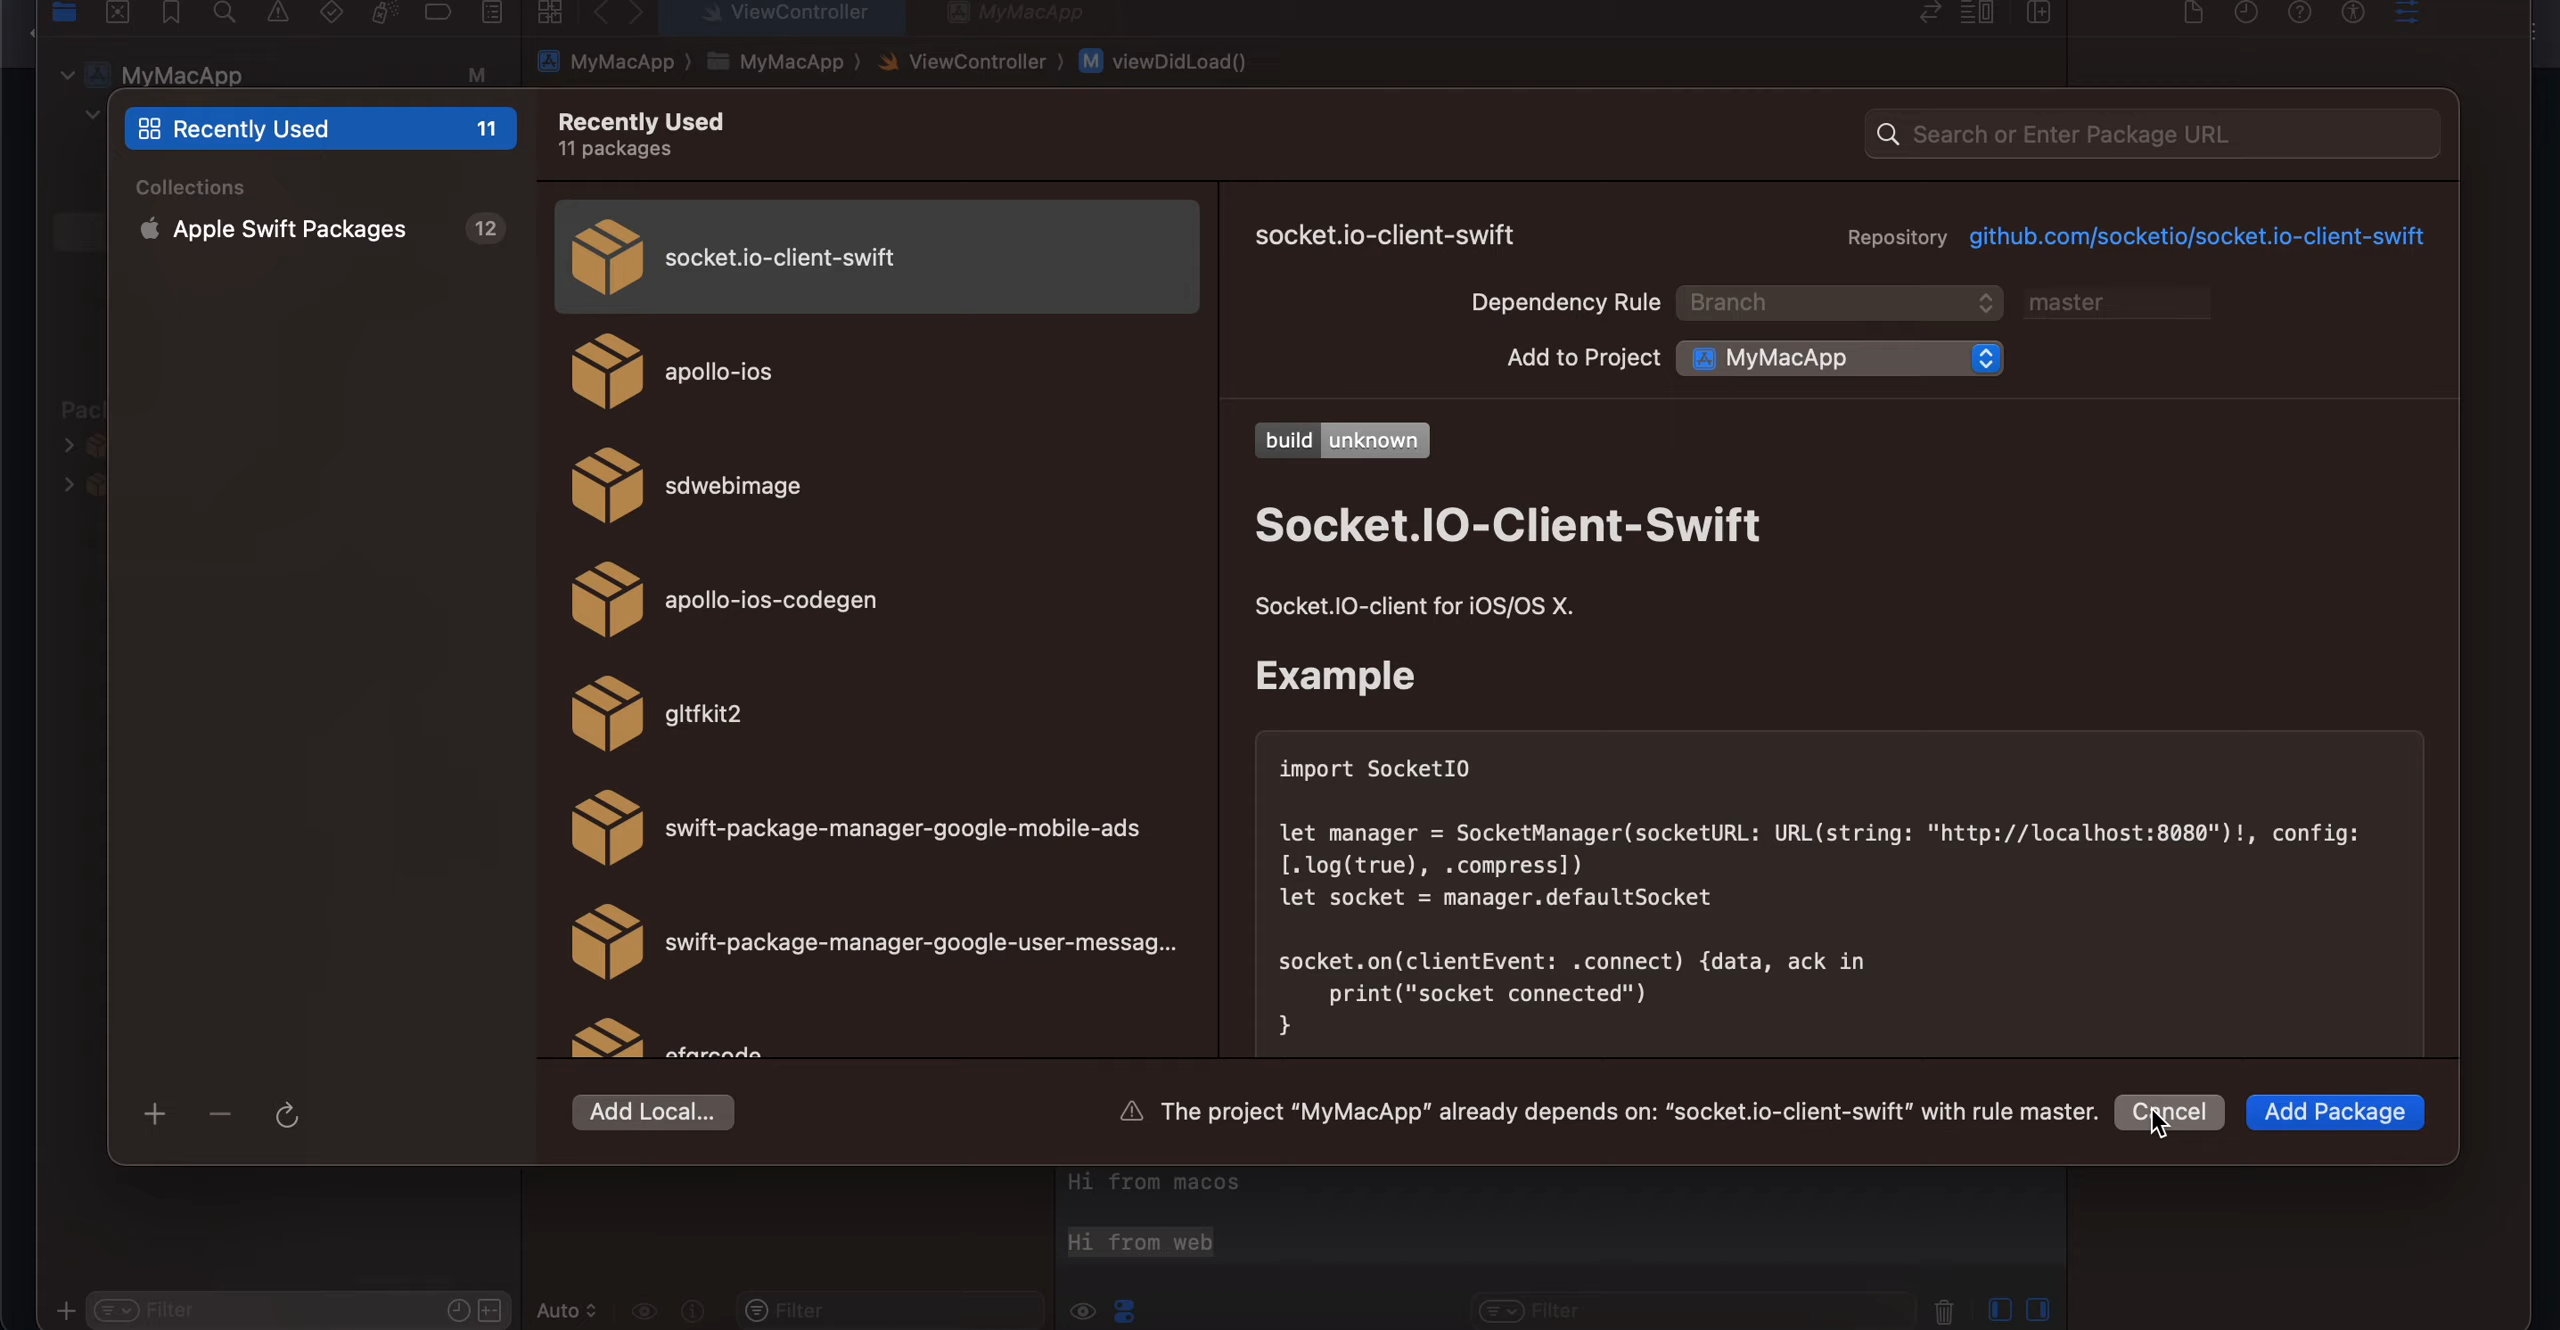 ViewController
MyMacApp
MyMacApp
M
MyMacApp
MyMacApp
ViewController
M viewDidLoad()
Recently Used 11
Collections
Apple Swift Packages 12
Recently Used
11 packages
Search or Enter Package URL
socket.io-client-swift
apollo-ios
sdwebimage
apollo-ios-codegen
gltfkit2
swift-package-manager-google-mobile-ads
swift-package-manager-google-user-messag...
socket.io-client-swift
Repository github.com/socketio/socket.io-client-swift
Dependency Rule Branch master
Add to Project MyMacApp
build unknown
Socket.IO-Client-Swift
Socket.IO-client for iOS/OS X.
Example
import SocketIO
let manager = SocketManager(socketURL: URL(string: "http://localhost:8080")!, config:
[.log(true), .compress])
let socket = manager.defaultSocket
socket.on(clientEvent: .connect) {data, ack in
print("socket connected")
}
Add Local...
The project “MyMacApp” already depends on: “socket.io-client-swift” with rule master.
Cancel
Add Package
Hi from macos
Hi from web
Filter
Auto
Filter
Filter